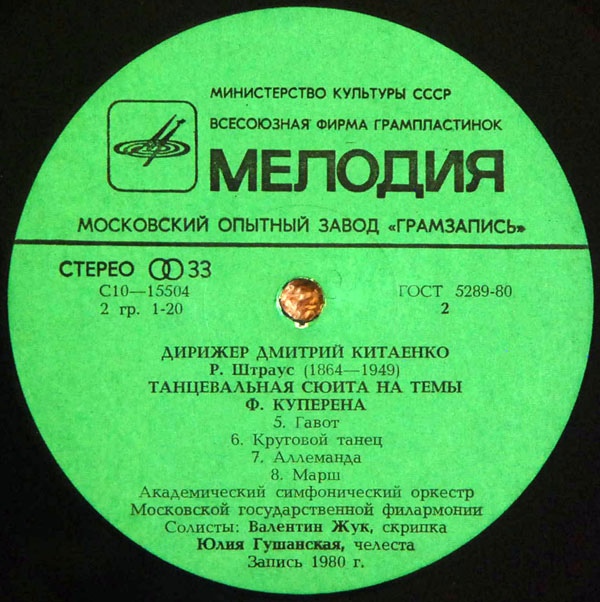 МИНИСТЕРСТВО КУЛЬТУРЫ СССР
ВСЕСОЮЗНАЯ ФИРМА ГРАМПЛАСТИНОК
МЕЛОДИЯ
МОСКОВСКИЙ ОПЫТНЫЙ ЗАВОД «ГРАМЗАПИСЬ»
СТЕРЕО 33
С10—15504
2 гр. 1-20
ГОСТ 5289-80
2
ДИРИЖЕР ДМИТРИЙ КИТАЕНКО
Р. Штраус (1864—1949)
ТАНЦЕВАЛЬНАЯ СЮИТА НА ТЕМЫ
Ф. КУПЕРЕНА
5. Гавот
6. Круговой танец
7. Аллеманда
8. Марш
Академический симфонический оркестр
Московской государственной филармонии
Солисты: Валентин Жук, скрипка
Юлия Гушанская, челеста
Запись 1980 г.